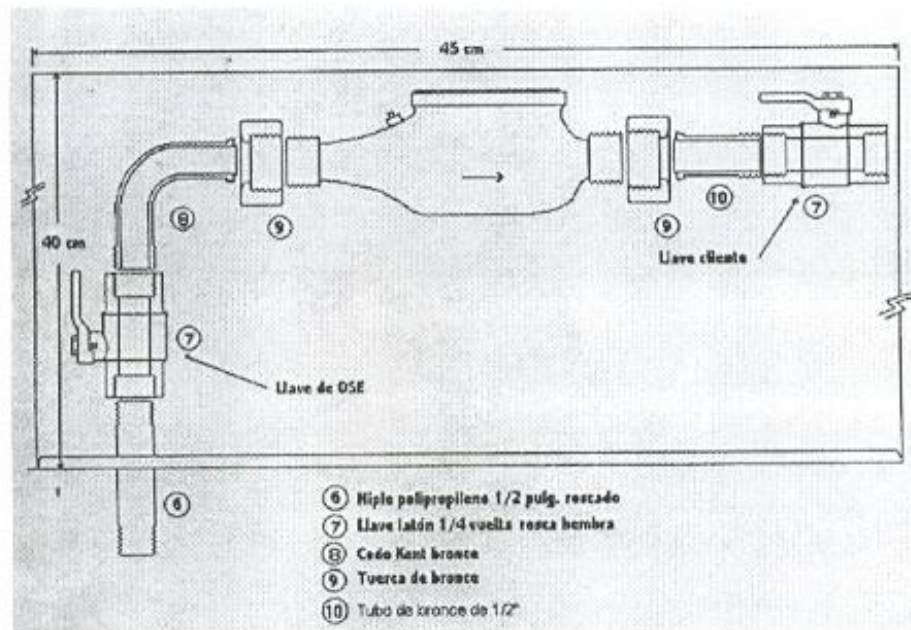 45 cm
40 cm
8
9
9
10
7
Llave cliente
7
Llave de OSE
6
6 Niple polipropileno 1/2 pulg. roscado
7 Llave latón 1/4 vuelta rosca hembra
8 Codo Kent bronce
9 Tuerca de bronce
10 Tubo de bronce de 1/2"